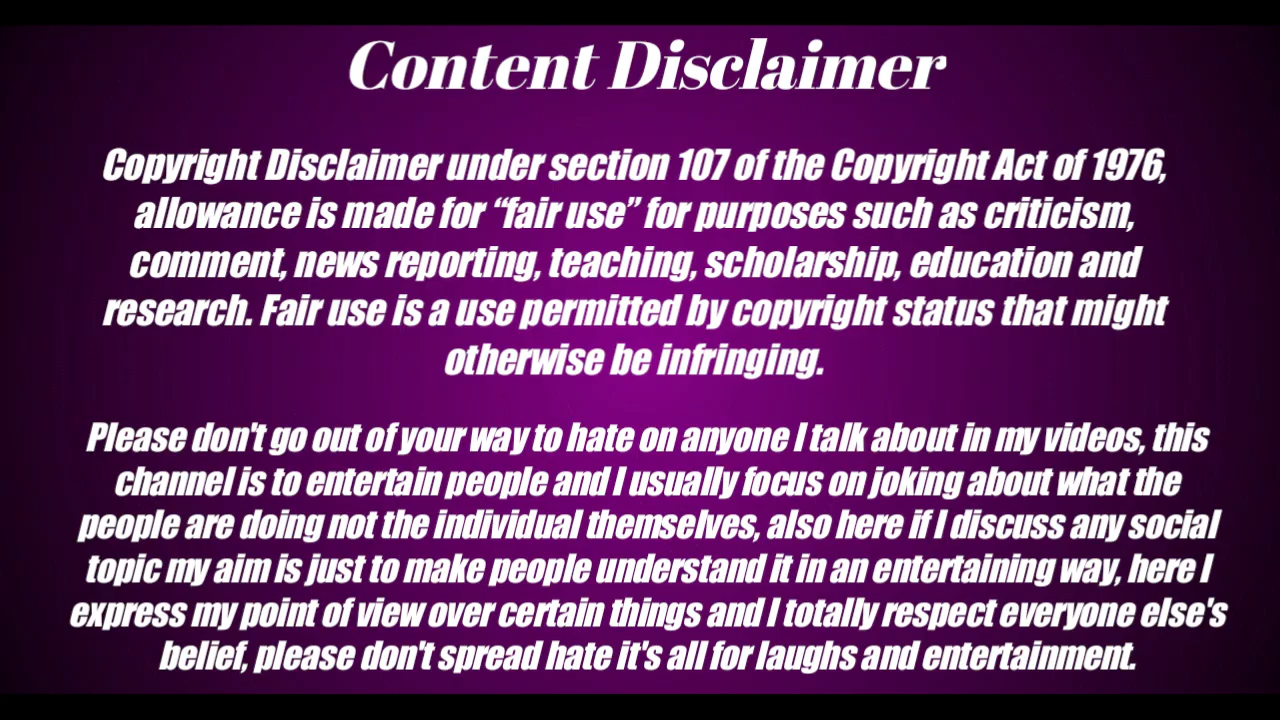 Content Disclaimer
Copyright Disclaimer under section 107 of the Copyright Act of 1976,
allowance is made for “fair use” for purposes such as criticism,
comment, news reporting, teaching, scholarship, education and
research. Fair use is a use permitted by copyright status that might
otherwise be infringing.
Please don't go out of your way to hate on anyone I talk about in my videos, this
channel is to entertain people and I usually focus on joking about what the
people are doing not the individual themselves, also here if I discuss any social
topic my aim is just to make people understand it in an entertaining way, here I
express my point of view over certain things and I totally respect everyone else's
belief, please don't spread hate it's all for laughs and entertainment.